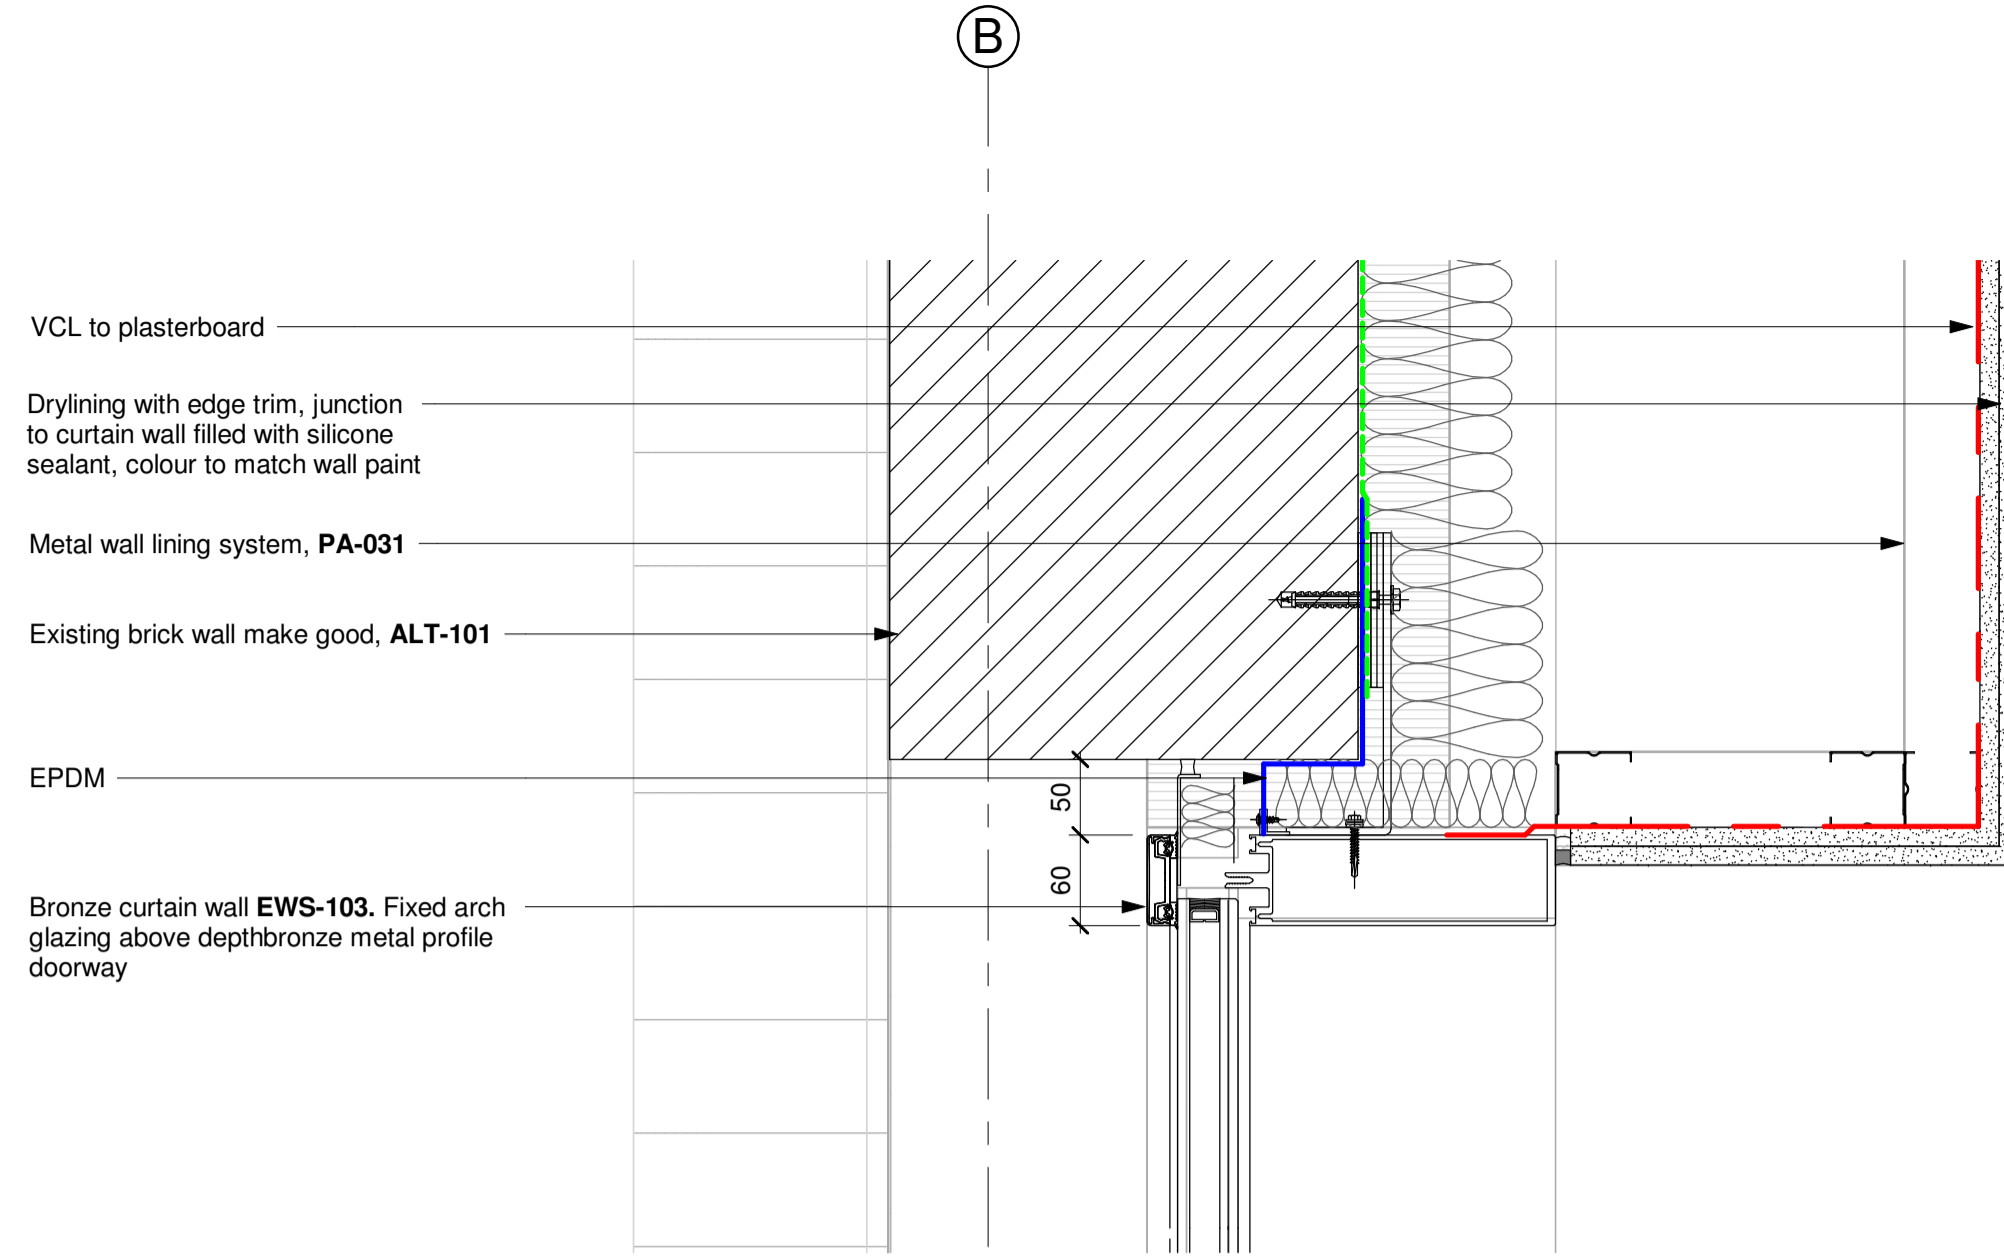 B
VCL to plasterboard
Drylining with edge trim, junction
to curtain wall filled with silicone
sealant, colour to match wall paint
Metal wall lining system, PA-031
Existing brick wall make good, ALT-101
EPDM
50
60
Bronze curtain wall EWS-103. Fixed arch
glazing above depthbronze metal profile
doorway